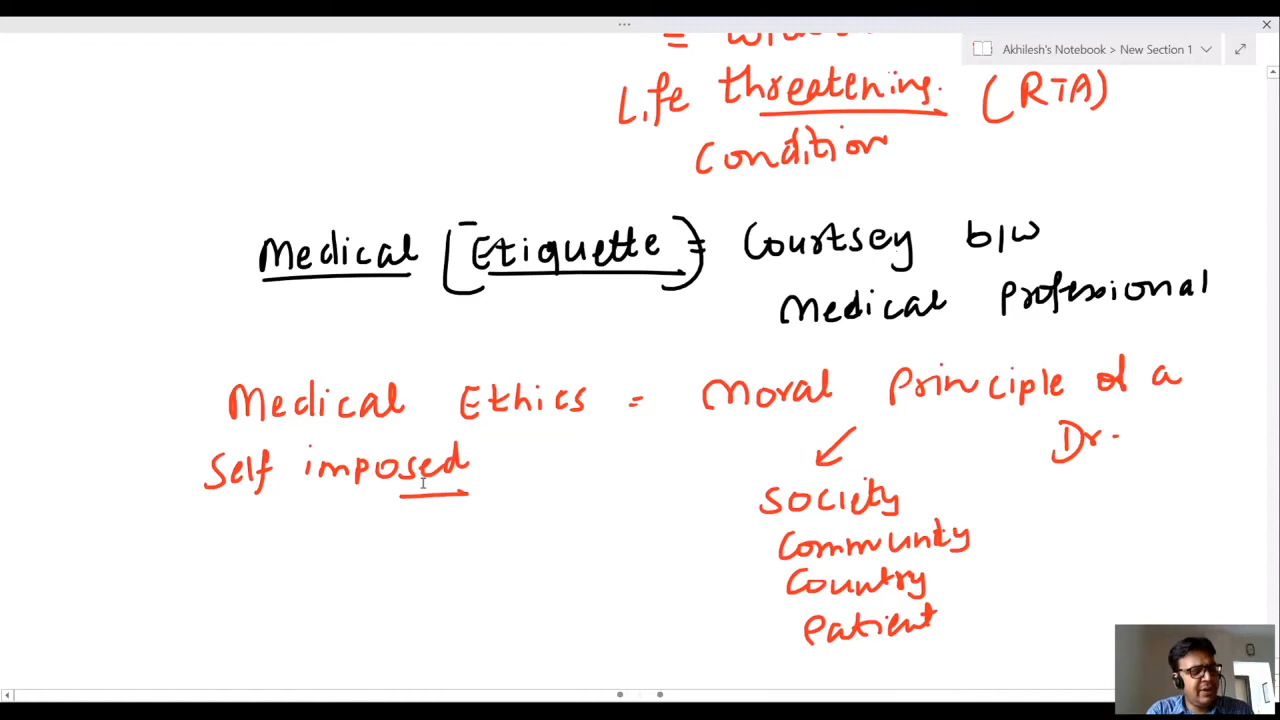 Akhilesh's Notebook > New Section 1
=
Life threatening. (RTA)
Condition
Medical [Etiquette] = Courtsey b/w
Medical Professional
Medical Ethics = Moral Principle of a
Dr.
Self imposed
Society
Community
Country
Patient